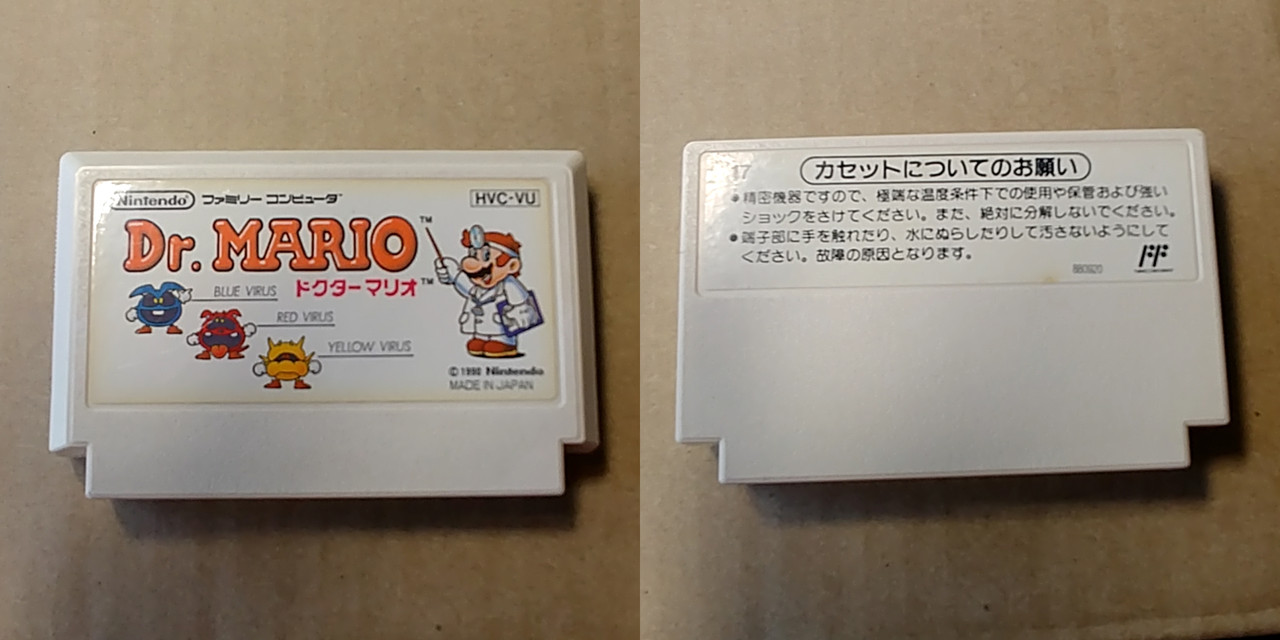 Nintendo® ファミリー コンピュータ™
HVC-VU
Dr. MARIO™
ドクターマリオ™
BLUE VIRUS
RED VIRUS
YELLOW VIRUS
©1990 Nintendo
MADE IN JAPAN
17
カセットについてのお願い
●精密機器ですので、極端な温度条件下での使用や保管および強い
ショックをさけてください。また、絶対に分解しないでください。
●端子部に手を触れたり、水にぬらしたりして汚さないようにして
ください。故障の原因となります。
FF